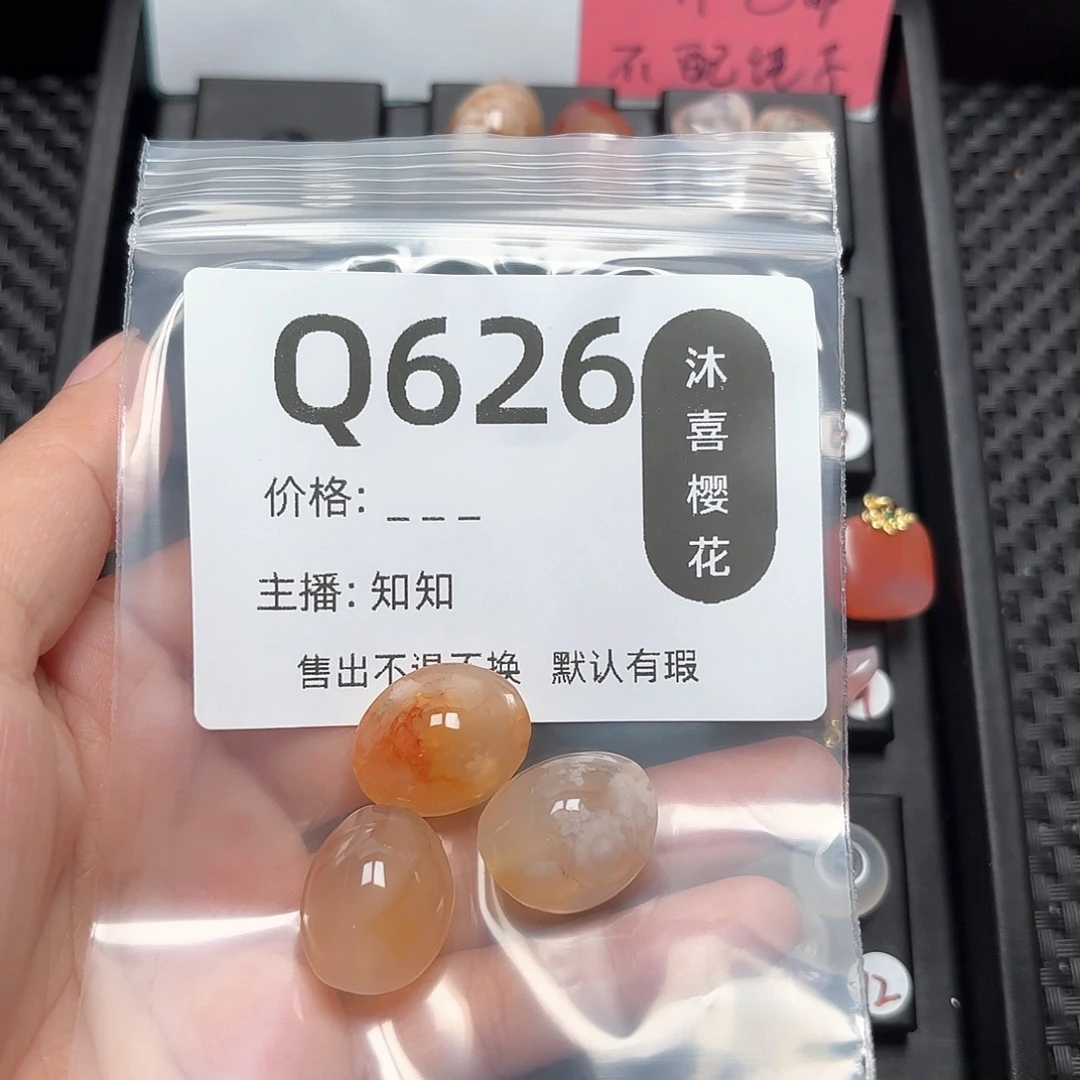 不配绳子
Q626
沐喜樱花
价格: _ _ _
主播: 知知
售出不退不换 默认有瑕
12